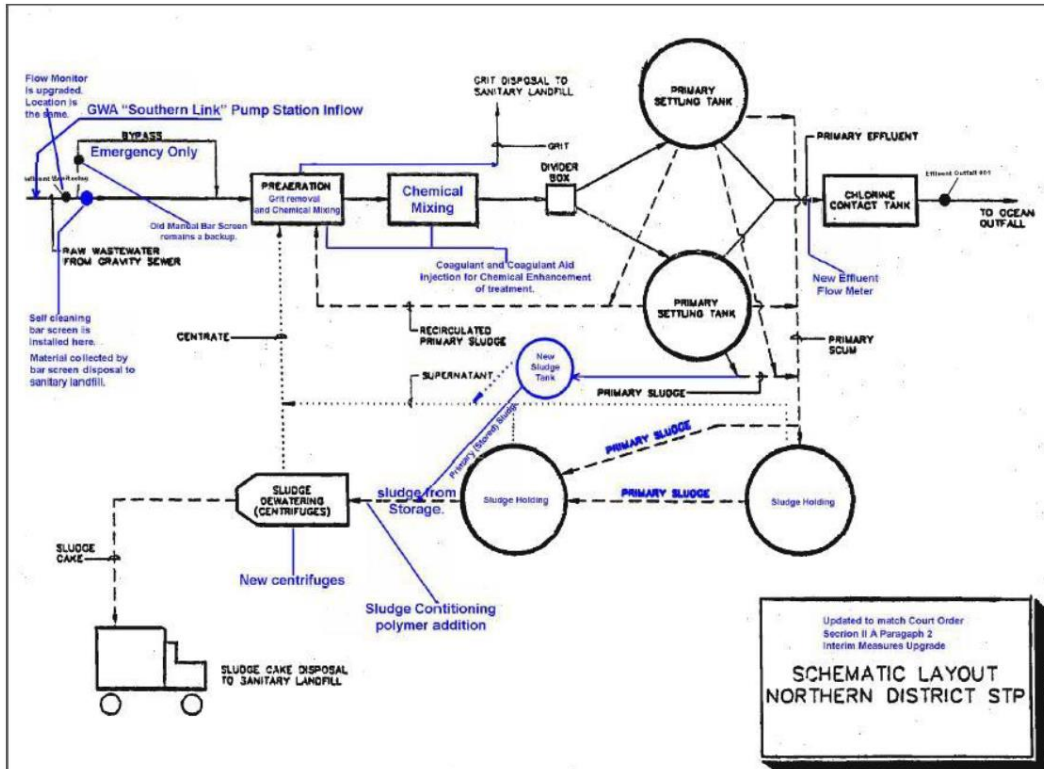 Flow Monitor
is upgraded.
Location is
the same.
GWA "Southern Link" Pump Station Inflow
BYPASS
Emergency Only
Old Manual Bar Screen
remains a backup.
RAW WASTEWATER
FROM GRAVITY SEWER
Self cleaning
bar screen is
installed here.
Material collected by
bar screen disposal to
sanitary landfill.
GRIT DISPOSAL TO
SANITARY LANDFILL
GRIT
PREAERATION
Grit removal
and Chemical Mixing
Chemical
Mixing
DIVIDER
BOX
PRIMARY
SETTLING TANK
PRIMARY EFFLUENT
CHLORINE
CONTACT TANK
Effluent Outfall 001
TO OCEAN
OUTFALL
Coagulant and Coagulant Aid
Injection for Chemical Enhancement
of treatment.
New Effluent
Flow Meter
PRIMARY
SETTLING TANK
RECIRCULATED
PRIMARY SLUDGE
CENTRATE
PRIMARY
SCUM
New
Sludge
Tank
SUPERNATANT
PRIMARY SLUDGE
Primary (Stored) Sludge
PRIMARY SLUDGE
PRIMARY SLUDGE
Sludge Holding
Sludge Holding
sludge from
Storage.
SLUDGE
DEWATERING
(CENTRIFUGES)
SLUDGE
CAKE
New centrifuges
Sludge Contitioning
polymer addition
SLUDGE CAKE DISPOSAL
TO SANITARY LANDFILL
Updated to match Court Order
Secrion II A Paragaph 2
Interim Measures Upgrade
SCHEMATIC LAYOUT
NORTHERN DISTRICT STP